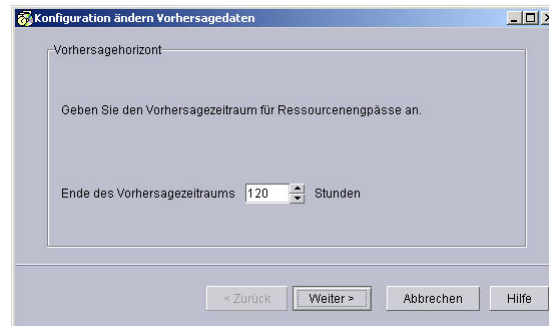 Konfiguration ändern Vorhersagedaten
Vorhersagehorizont
Geben Sie den Vorhersagezeitraum für Ressourcenengpässe an.
Ende des Vorhersagezeitraums 120 Stunden
< Zurück Weiter > Abbrechen Hilfe